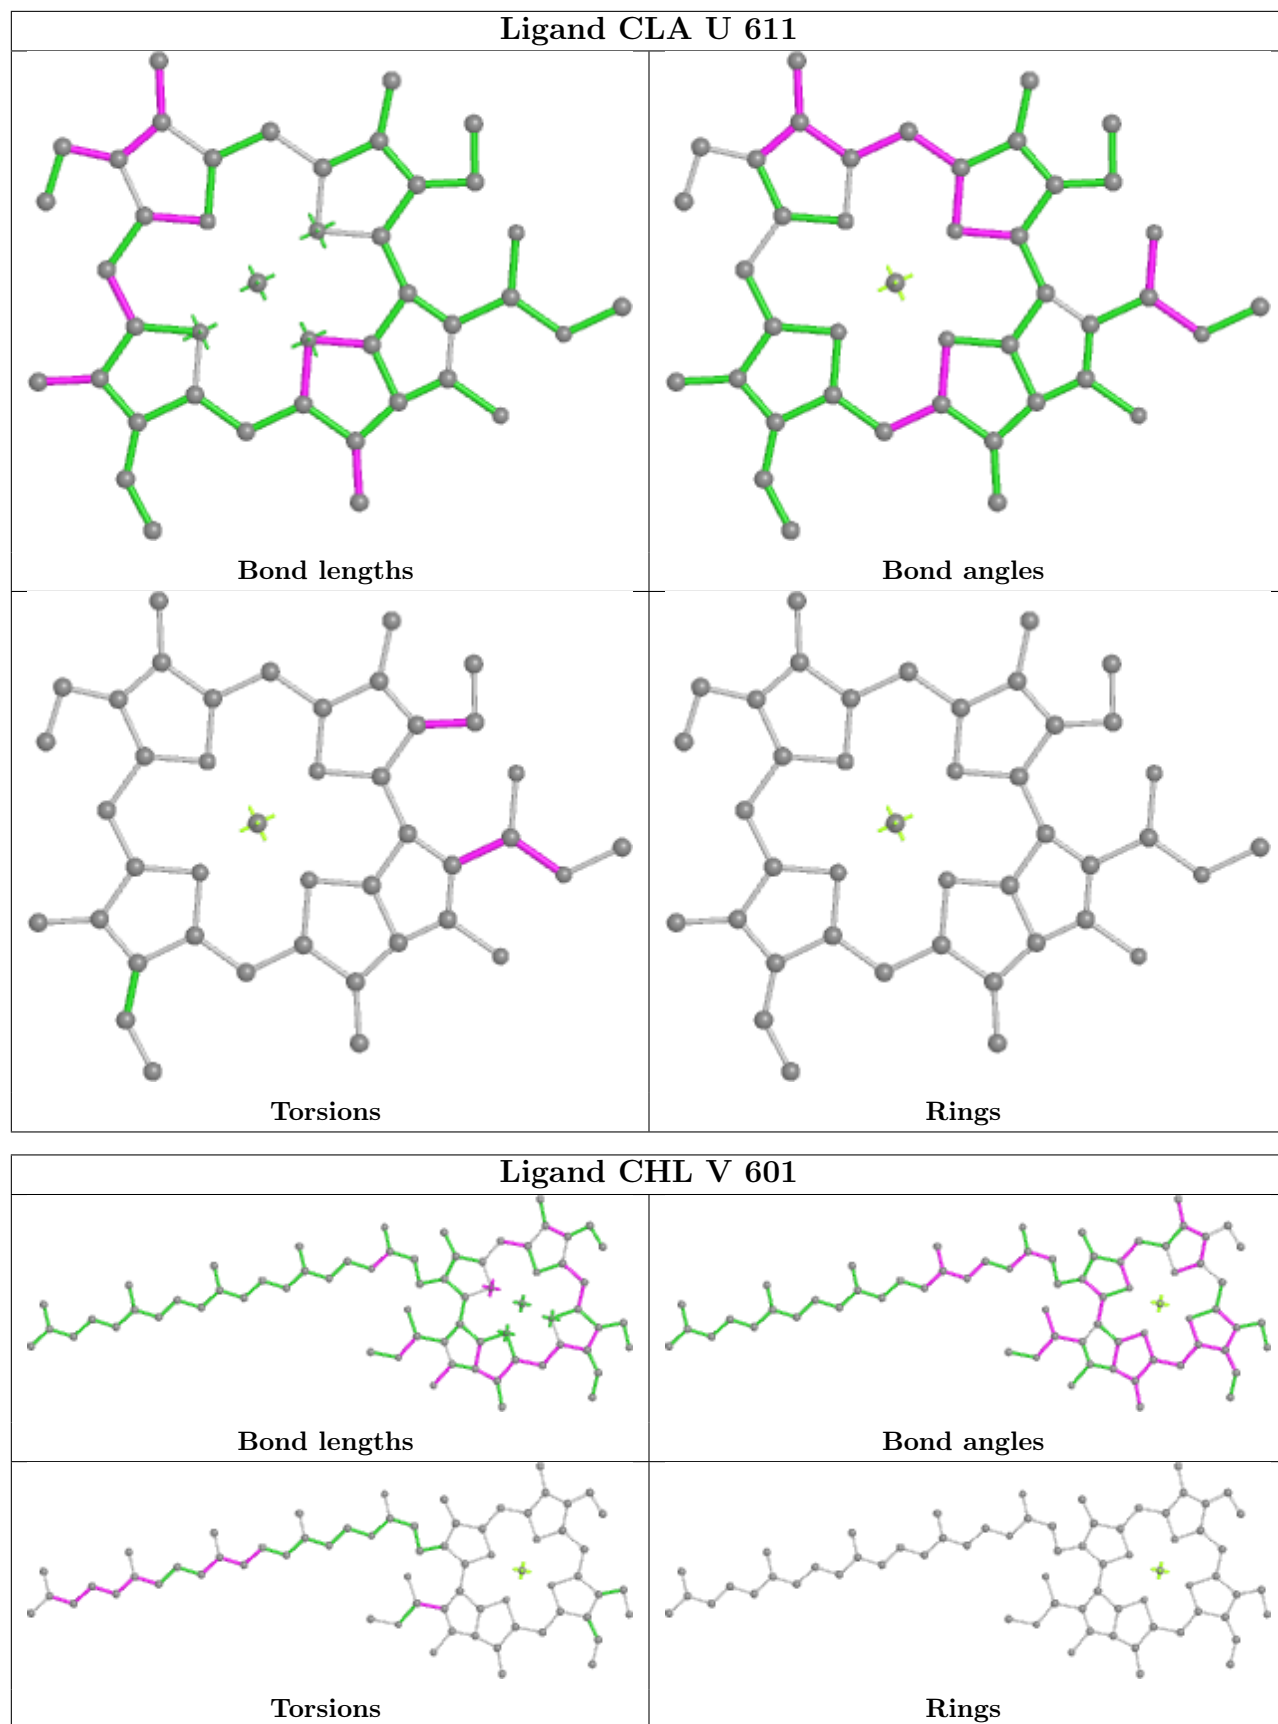 Ligand CLA U 611
Bond lengths
Bond angles
Torsions
Rings
Ligand CHL V 601
Bond lengths
Bond angles
Torsions
Rings